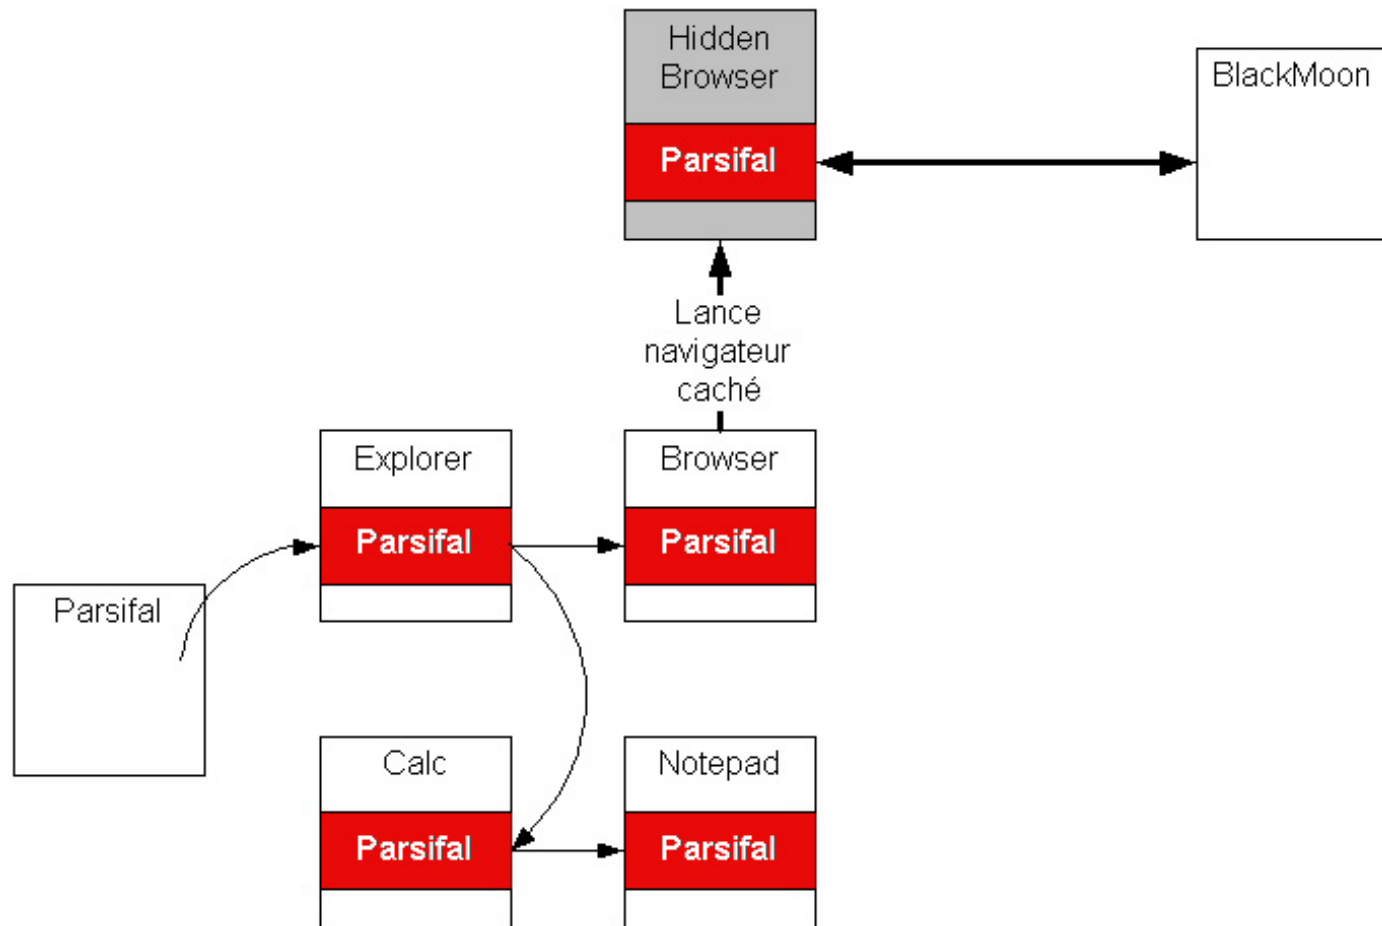 Hidden
Browser
Parsifal
BlackMoon
Lance
navigateur
caché
Explorer
Parsifal
Browser
Parsifal
Parsifal
Calc
Parsifal
Notepad
Parsifal